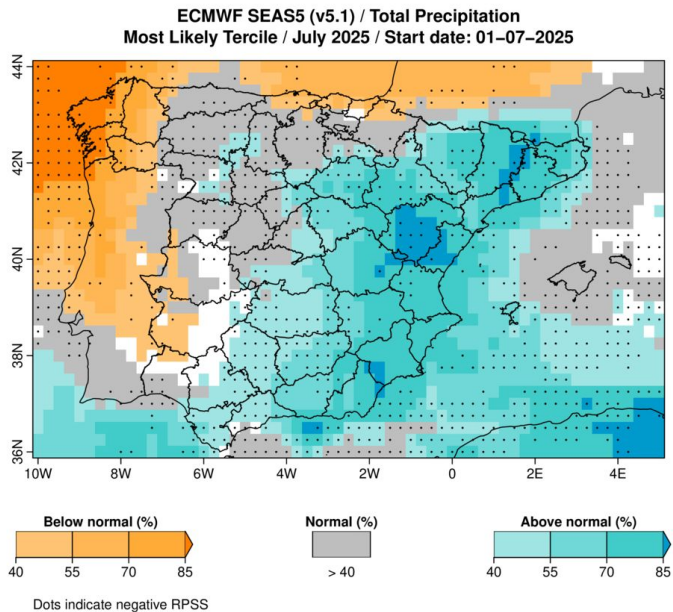 ECMWF SEAS5 (v5.1) / Total Precipitation
Most Likely Tercile / July 2025 / Start date: 01−07−2025
44N
42N
40N
38N
36N
10W 8W 6W 4W 2W 0 2E 4E
Below normal (%) Normal (%) Above normal (%)
40 55 70 85 > 40 40 55 70 85
Dots indicate negative RPSS